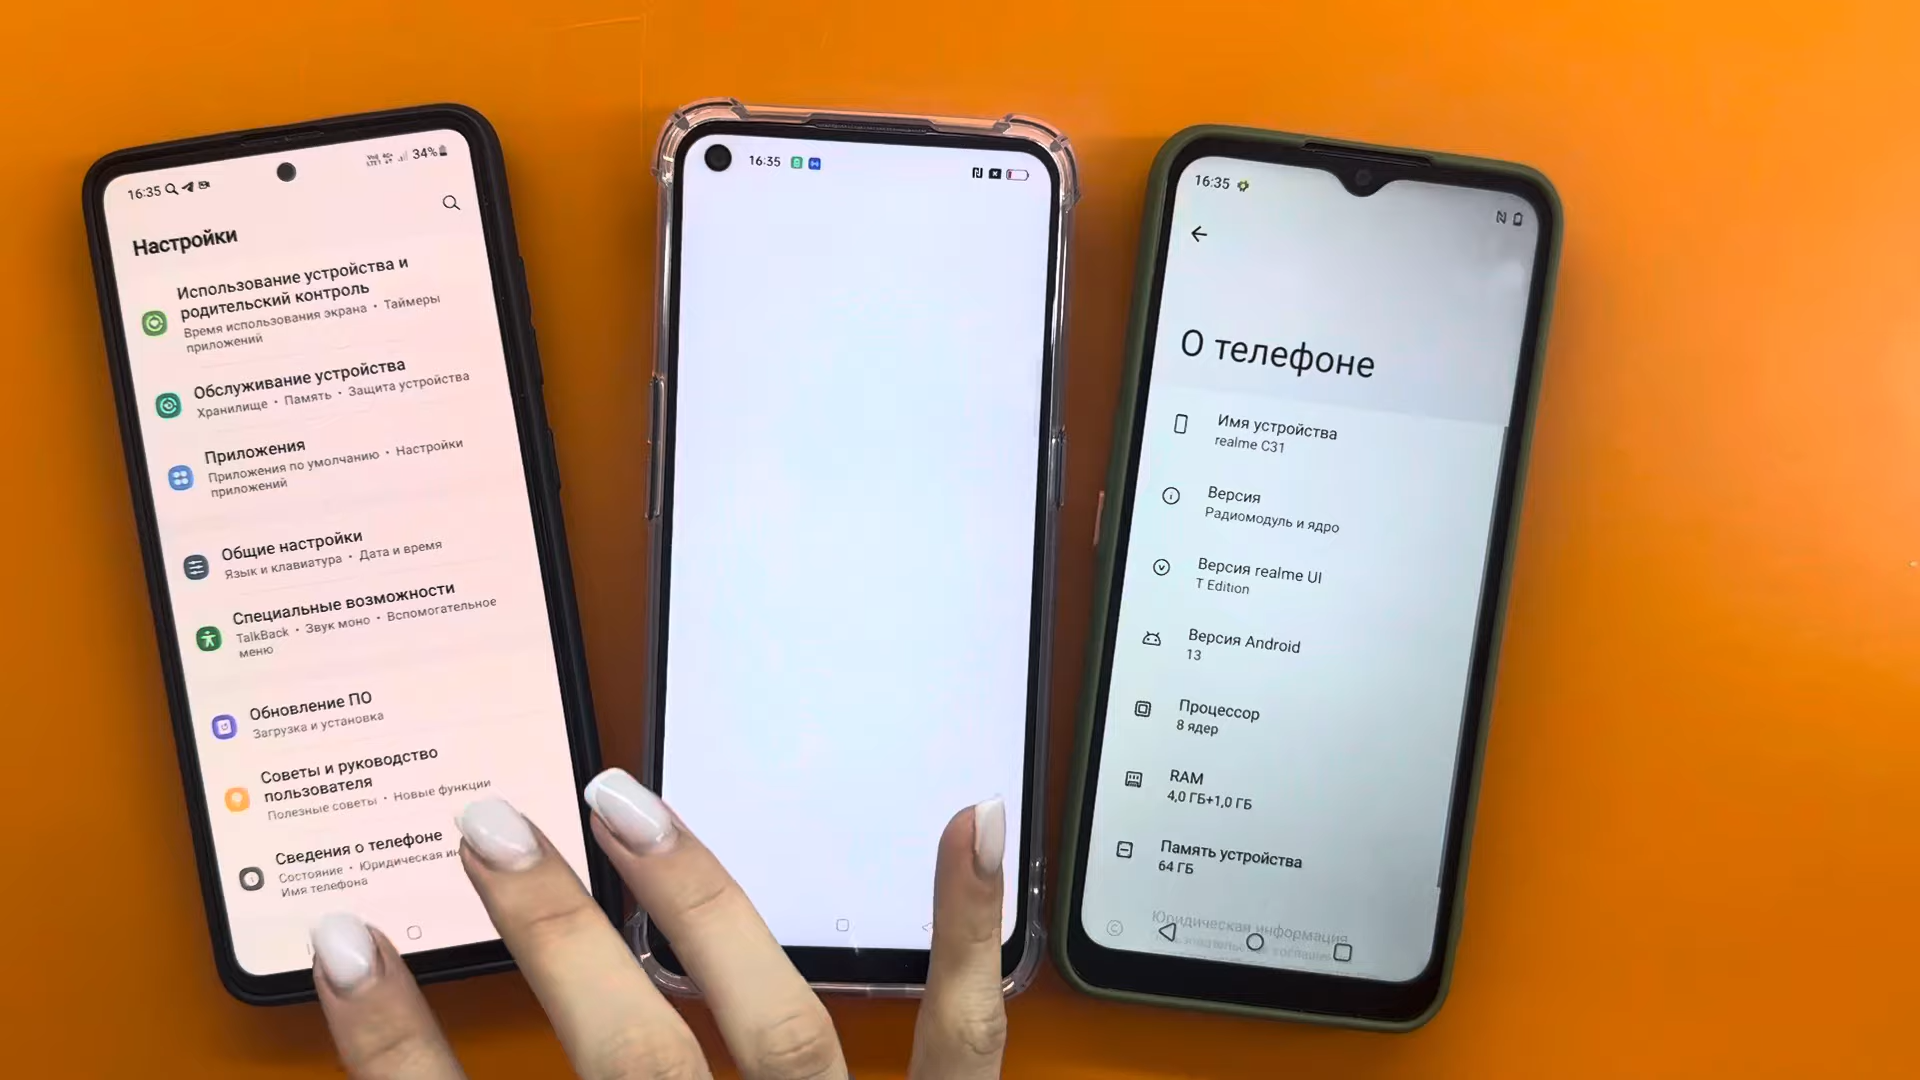 16:35
34%
Настройки
Использование устройства и
родительский контроль
Время использования экрана • Таймеры
приложений
Обслуживание устройства
Хранилище • Память • Защита устройства
Приложения
Приложения по умолчанию • Настройки
приложений
Общие настройки
Язык и клавиатура • Дата и время
Специальные возможности
TalkBack • Звук моно • Вспомогательное
меню
Обновление ПО
Загрузка и установка
Советы и руководство
пользователя
Полезные советы • Новые функции
Сведения о телефоне
Состояние • Юридическая
Имя телефона
16:35
16:35
О телефоне
Имя устройства
realme C31
Версия
Радиомодуль и ядро
Версия realme UI
T Edition
Версия Android
13
Процессор
8 ядер
RAM
4,0 ГБ+1,0 ГБ
Память устройства
64 ГБ
Юридическая информация